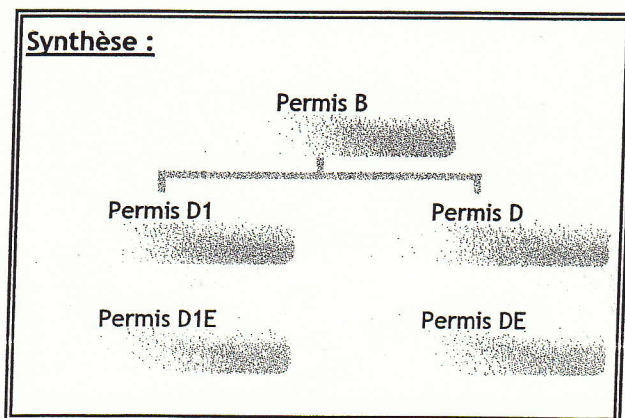 Synthèse :
Permis B
Permis D1
Permis D
Permis D1E
Permis DE